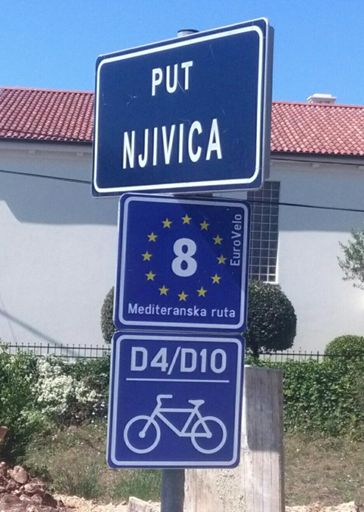 PUT
NJIVICA
8
EuroVelo
Mediteranska ruta
D4/D10